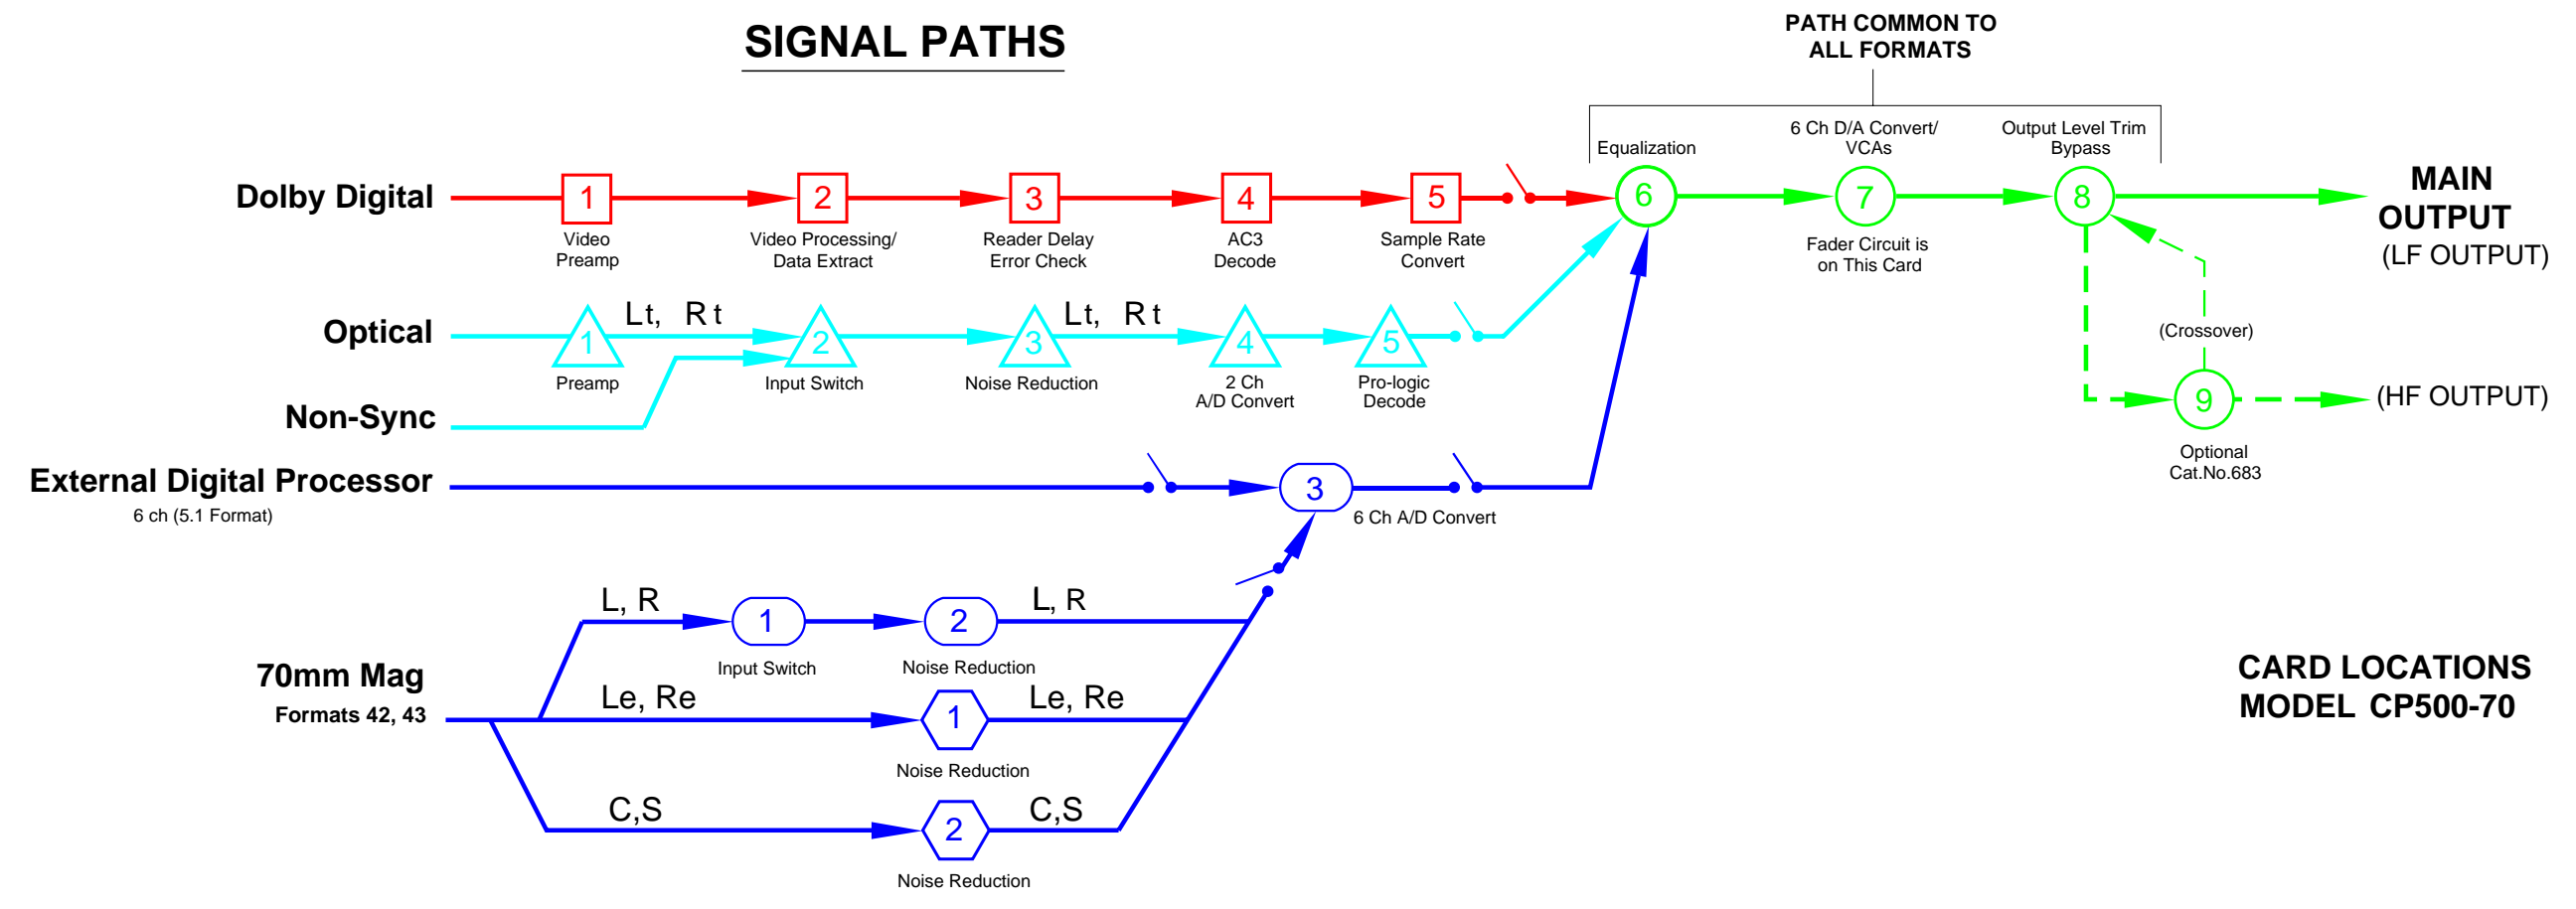 SIGNAL PATHS
PATH COMMON TO
ALL FORMATS
Equalization
6 Ch D/A Convert/
VCAs
Output Level Trim
Bypass
Dolby Digital
1
2
3
4
5
6
7
8
MAIN
OUTPUT
(LF OUTPUT)
Video
Preamp
Video Processing/
Data Extract
Reader Delay
Error Check
AC3
Decode
Sample Rate
Convert
Fader Circuit is
on This Card
Optical
Lt, Rt
Lt, Rt
1
2
3
4
5
Preamp
Input Switch
Noise Reduction
2 Ch
A/D Convert
Pro-logic
Decode
(Crossover)
9
(HF OUTPUT)
Optional
Cat.No.683
Non-Sync
External Digital Processor
6 ch (5.1 Format)
3
6 Ch A/D Convert
70mm Mag
Formats 42, 43
L, R
1
2
L, R
Input Switch
Noise Reduction
Le, Re
1
Le, Re
Noise Reduction
C,S
2
C,S
Noise Reduction
CARD LOCATIONS
MODEL CP500-70